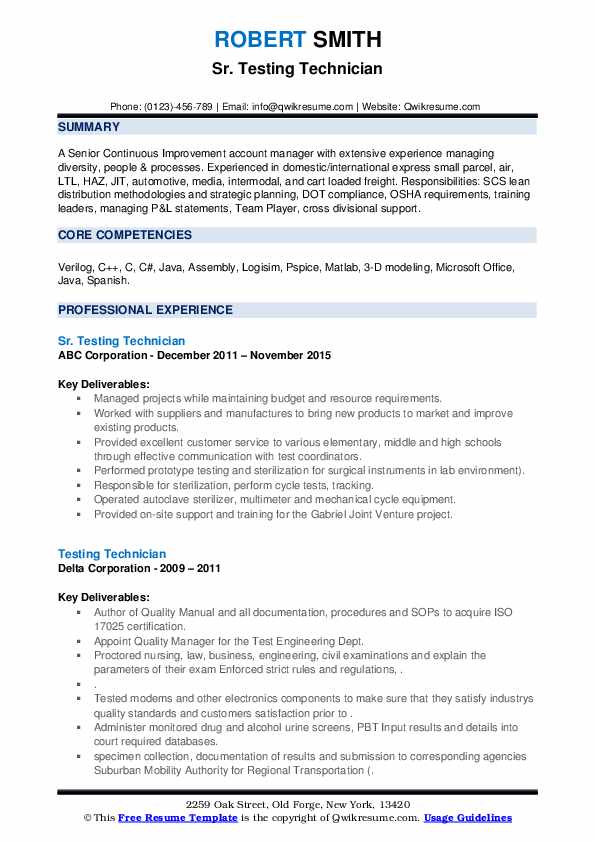 ROBERT SMITH
Sr. Testing Technician
Phone: (0123)-456-789 | Email: info@qwikresume.com | Website: Qwikresume.com
SUMMARY
A Senior Continuous Improvement account manager with extensive experience managing
diversity, people & processes. Experienced in domestic/international express small parcel, air,
LTL, HAZ, JIT, automotive, media, intermodal, and cart loaded freight. Responsibilities: SCS lean
distribution methodologies and strategic planning, DOT compliance, OSHA requirements, training
leaders, managing P&L statements, Team Player, cross divisional support.
CORE COMPETENCIES
Verilog, C++, C, C#, Java, Assembly, Logisim, Pspice, Matlab, 3-D modeling, Microsoft Office,
Java, Spanish.
PROFESSIONAL EXPERIENCE
Sr. Testing Technician
ABC Corporation - December 2011 – November 2015
Key Deliverables:
▪ Managed projects while maintaining budget and resource requirements.
▪ Worked with suppliers and manufactures to bring new products to market and improve
existing products.
▪ Provided excellent customer service to various elementary, middle and high schools
through effective communication with test coordinators.
▪ Performed prototype testing and sterilization for surgical instruments in lab environment).
▪ Responsible for sterilization, perform cycle tests, tracking.
▪ Operated autoclave sterilizer, multimeter and mechanical cycle equipment.
▪ Provided on-site support and training for the Gabriel Joint Venture project.
Testing Technician
Delta Corporation - 2009 – 2011
Key Deliverables:
▪ Author of Quality Manual and all documentation, procedures and SOPs to acquire ISO
17025 certification.
▪ Appoint Quality Manager for the Test Engineering Dept.
▪ Proctored nursing, law, business, engineering, civil examinations and explain the
parameters of their exam Enforced strict rules and regulations, .
▪ .
▪ Tested modems and other electronics components to make sure that they satisfy industrys
quality standards and customers satisfaction prior to .
▪ Administer monitored drug and alcohol urine screens, PBT Input results and details into
court required databases.
▪ specimen collection, documentation of results and submission to corresponding agencies
Suburban Mobility Authority for Regional Transportation (.
2259 Oak Street, Old Forge, New York, 13420
© This Free Resume Template is the copyright of Qwikresume.com. Usage Guidelines